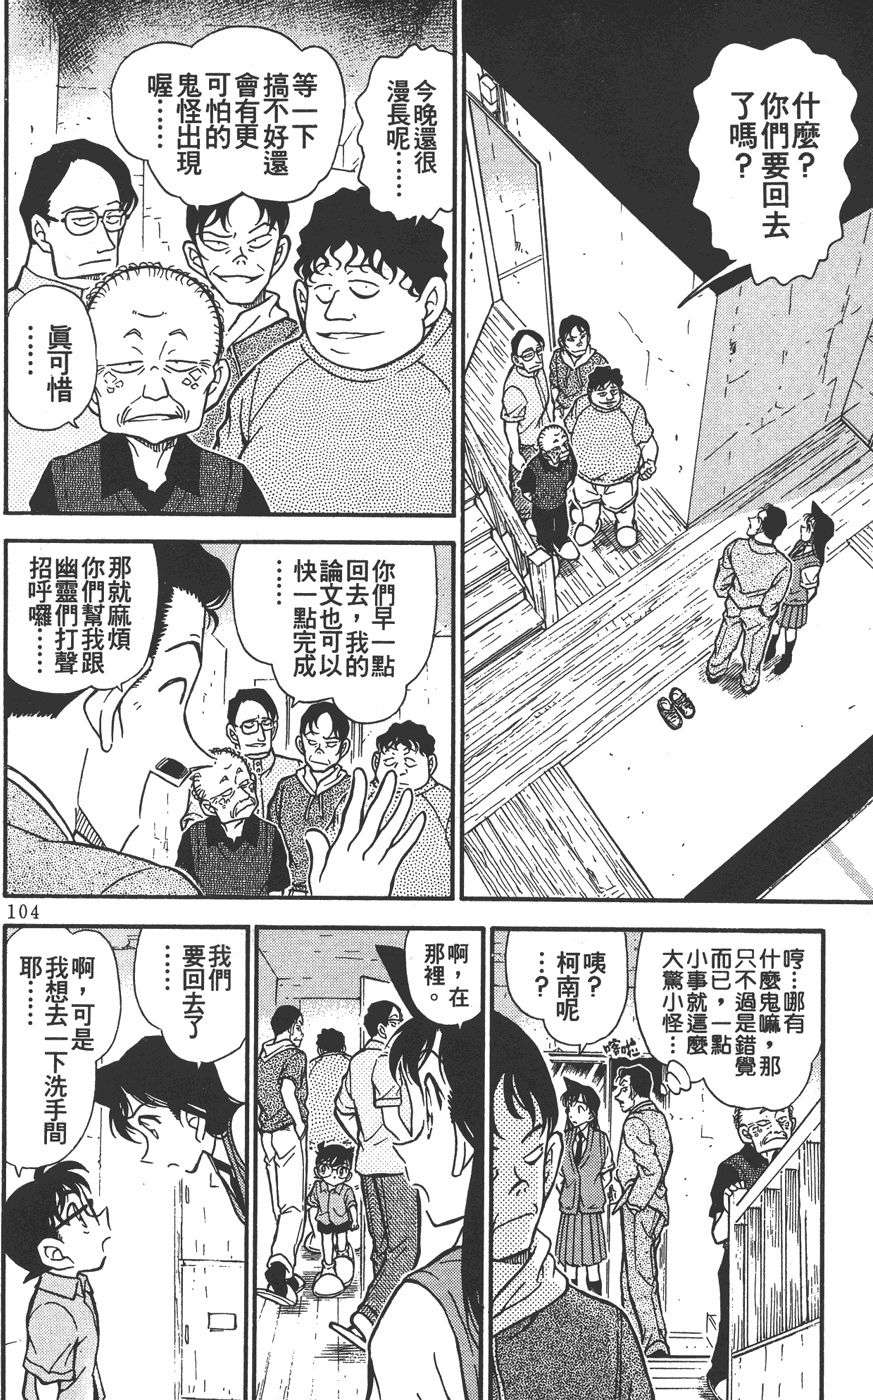 什麼?
你們要回去
了嗎?
今晚還很
漫長呢……
等一下
搞不好還
會有更
可怕的
鬼怪出現
喔……
真可惜
……
你們早一點
回去，我的
論文也可以
快一點完成
……
那就麻煩
你們幫我跟
幽靈們打聲
招呼囉……
104
哼…哪有
什麼鬼嘛，那
只不過是錯覺
而已，一點
小事就這麼
大驚小怪…
喀啦
咦?
柯南呢
…?
啊，在
那裡。
我們
要回去了
……
啊，可是
我想去一下洗手間
耶……